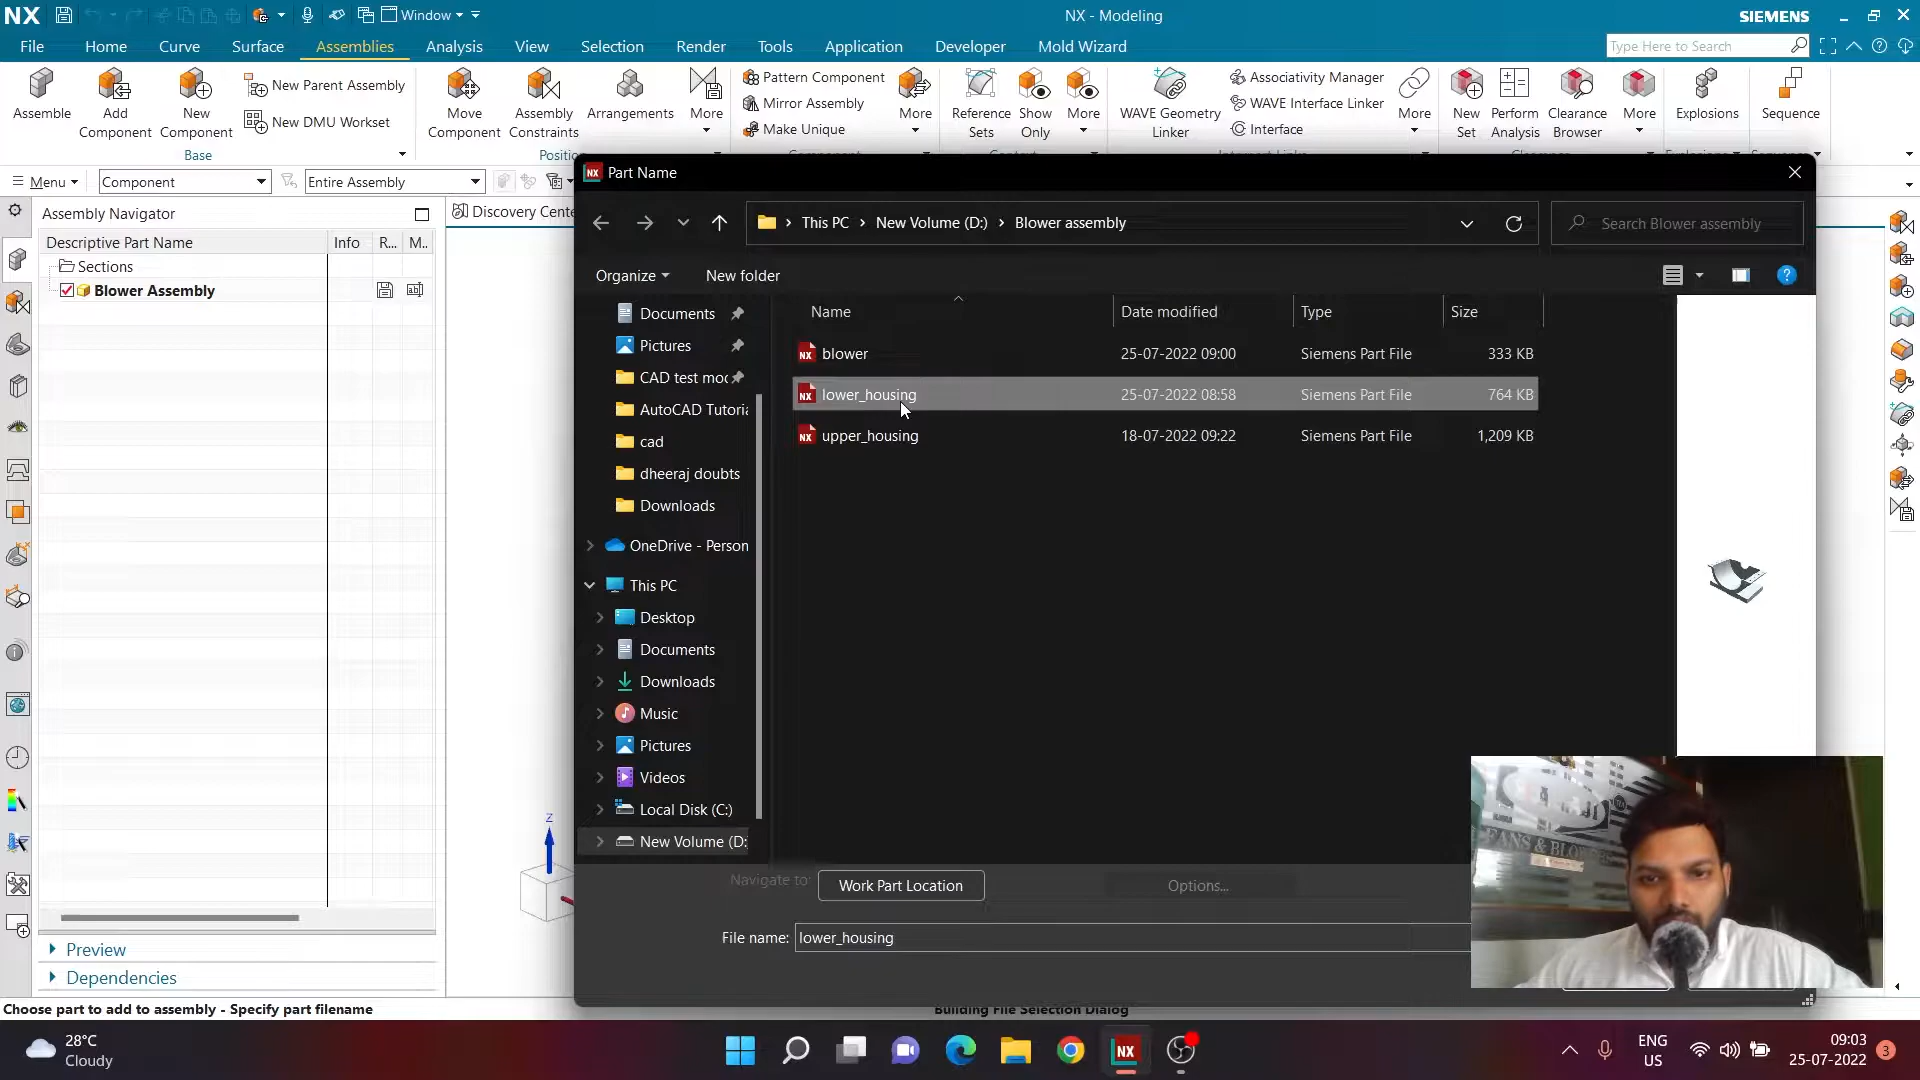 NX
Window
NX - Modeling
SIEMENS
File
Home
Curve
Surface
Assemblies
Analysis
View
Selection
Render
Tools
Application
Developer
Mold Wizard
Type Here to Search
Assemble
Add Component
New Component
New Parent Assembly
New DMU Workset
Base
Move Component
Assembly Constraints
Arrangements
More
Pattern Component
Mirror Assembly
Make Unique
More
Reference Sets
Show Only
More
WAVE Geometry Linker
Associativity Manager
WAVE Interface Linker
Interface
More
New Set
Perform Analysis
Clearance Browser
More
Explosions
Sequence
Menu
Component
Entire Assembly
Assembly Navigator
Discovery Cente
Descriptive Part Name
Info
R...
M..
Sections
Blower Assembly
Preview
Dependencies
Part Name
This PC
New Volume (D:)
Blower assembly
Search Blower assembly
Organize
New folder
Documents
Pictures
CAD test moc
AutoCAD Tutoria
cad
dheeraj doubts
Downloads
OneDrive - Person
This PC
Desktop
Documents
Downloads
Music
Pictures
Videos
Local Disk (C:)
New Volume (D:
Name
Date modified
Type
Size
blower
25-07-2022 09:00
Siemens Part File
333 KB
lower_housing
25-07-2022 08:58
Siemens Part File
764 KB
upper_housing
18-07-2022 09:22
Siemens Part File
1,209 KB
Navigate to:
Work Part Location
Options...
File name:
lower_housing
Z
FANS & BLO
Choose part to add to assembly - Specify part filename
Building File Selection Dialog
28°C
Cloudy
NX
ENG
US
09:03
25-07-2022
3